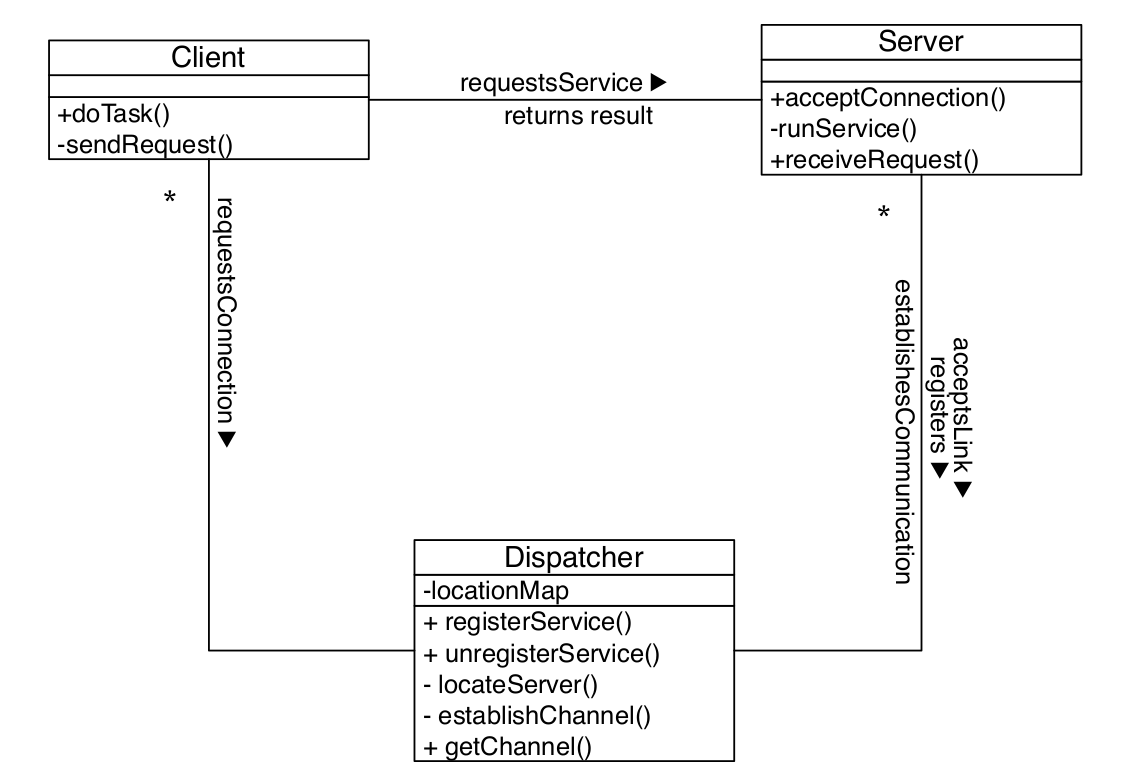 Client
+doTask()
-sendRequest()
requestsService ▶
returns result
Server
+acceptConnection()
-runService()
+receiveRequest()
*
requestsConnection ▶
*
establishesCommunication
registers ▶
acceptsLink ▶
Dispatcher
-locationMap
+ registerService()
+ unregisterService()
- locateServer()
- establishChannel()
+ getChannel()